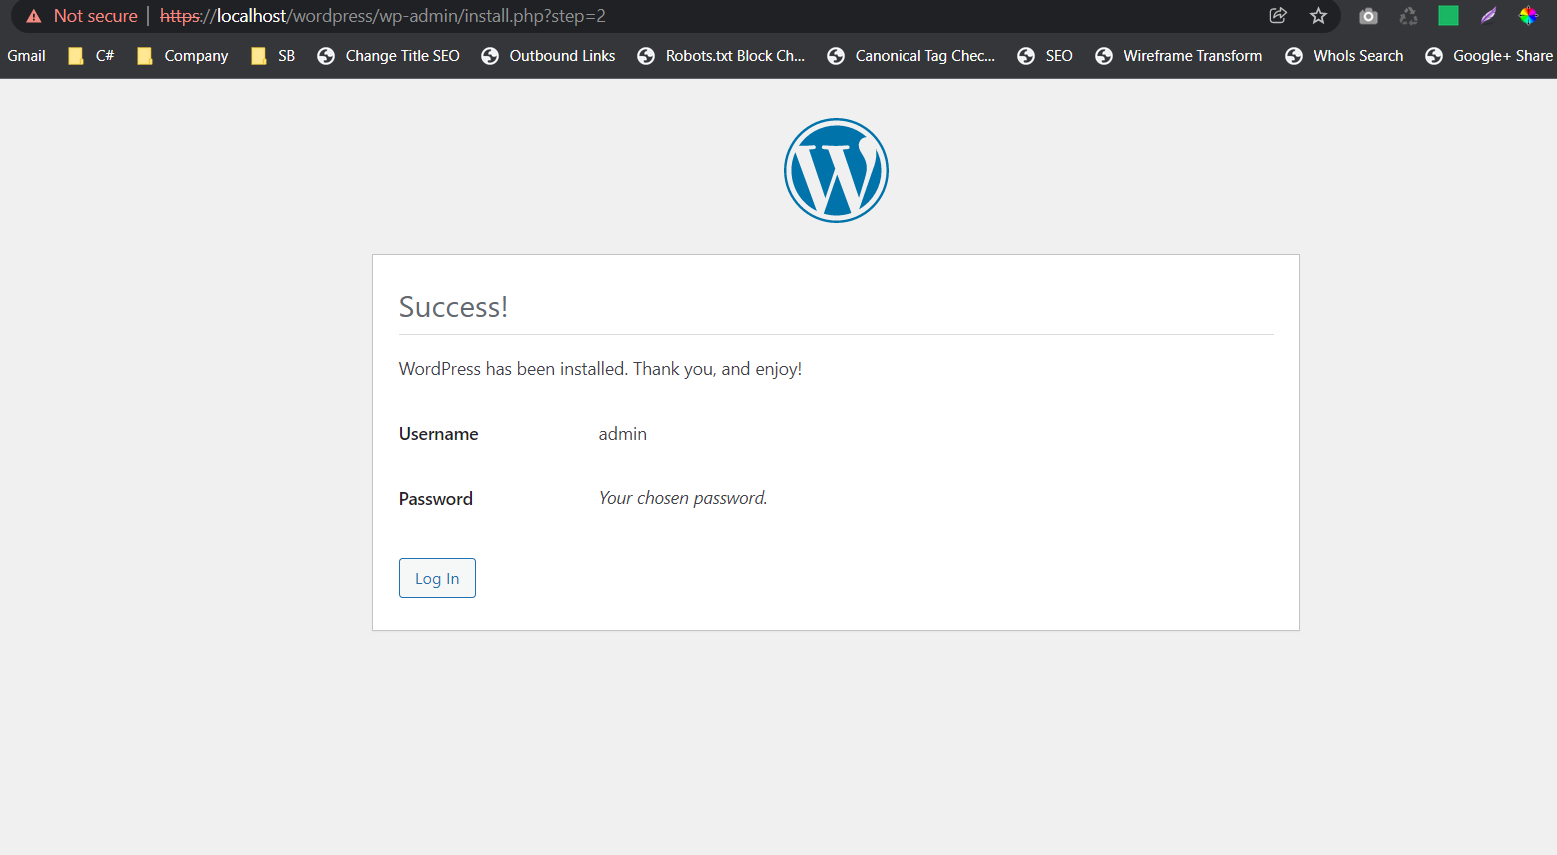 Not secure | https://localhost/wordpress/wp-admin/install.php?step=2
Gmail C# Company SB Change Title SEO Outbound Links Robots.txt Block Ch... Canonical Tag Chec... SEO Wireframe Transform WhoIs Search Google+ Share
W
Success!
WordPress has been installed. Thank you, and enjoy!
Username admin
Password Your chosen password.
Log In